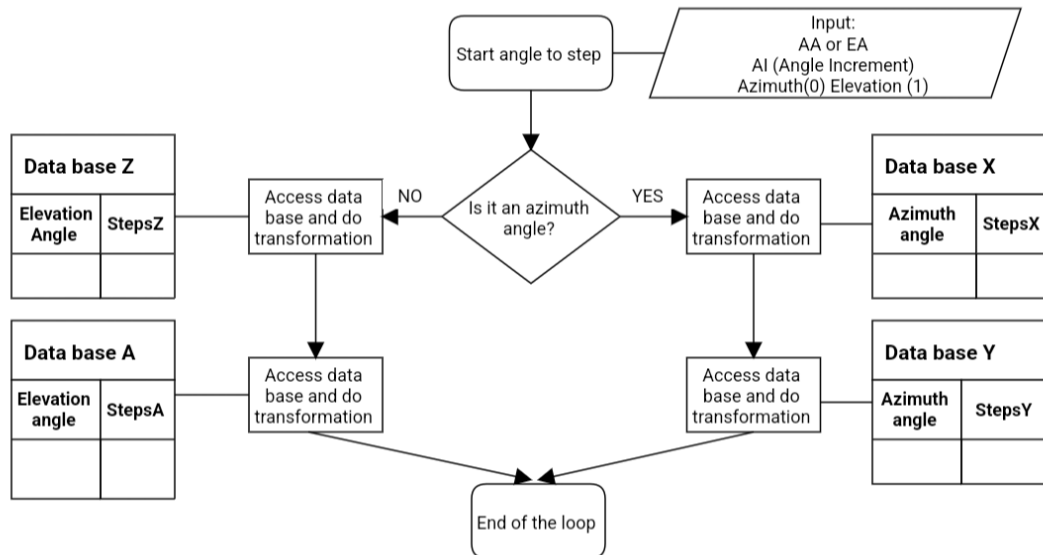 Start angle to step
Input:
AA or EA
AI (Angle Increment)
Azimuth(0) Elevation (1)
Data base Z
Elevation
Angle
StepsZ
Access data
base and do
transformation
NO
Is it an azimuth
angle?
YES
Access data
base and do
transformation
Data base X
Azimuth
angle
StepsX
Data base A
Elevation
angle
StepsA
Access data
base and do
transformation
Access data
base and do
transformation
Data base Y
Azimuth
angle
StepsY
End of the loop